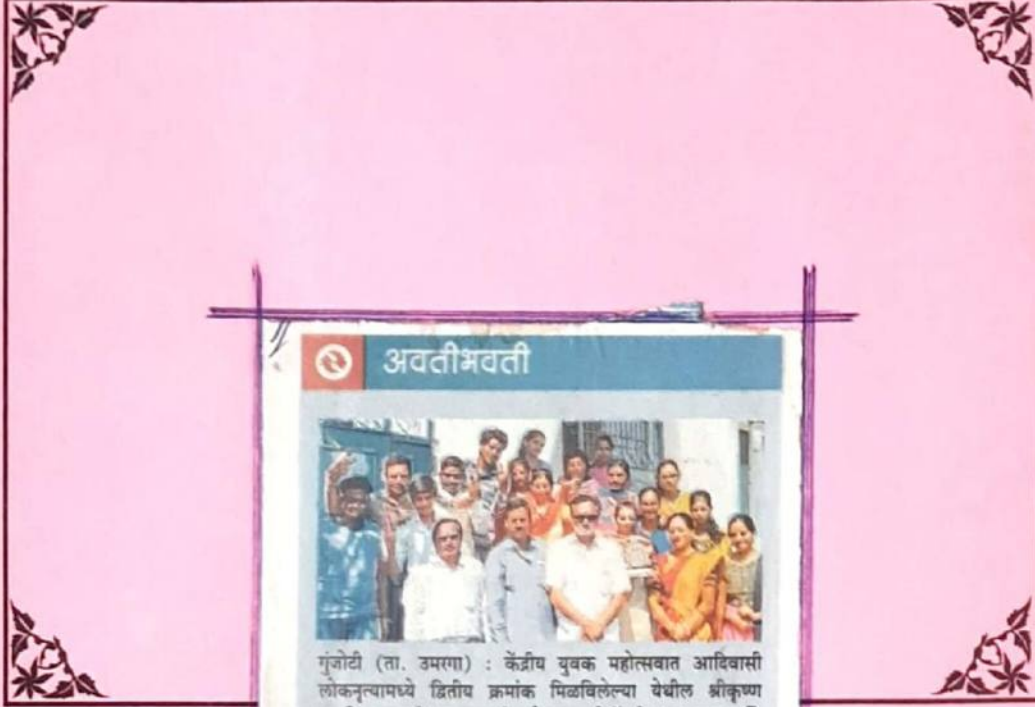 अवतीभवती
गुंजोटी (ता. उमरगा) : केंद्रीय युवक महोत्सवात आदिवासी
लोकनृत्यामध्ये द्वितीय क्रमांक मिळविलेल्या येथील श्रीकृष्ण